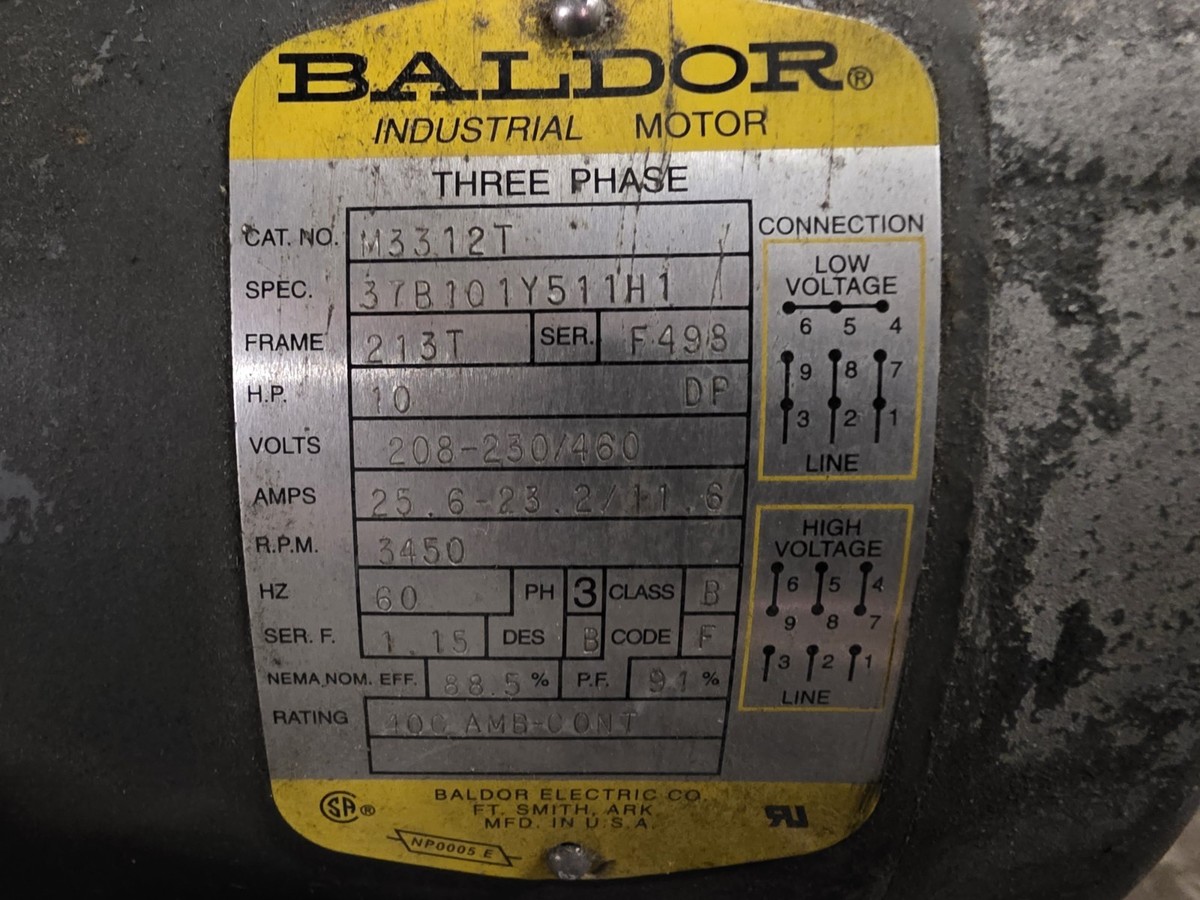 BALDOR®
INDUSTRIAL MOTOR
THREE PHASE
CAT. NO. M3312T
SPEC. 37B101Y511H1
FRAME 213T SER. F498
H.P. 10 DP
VOLTS 208-230/460
AMPS 25.6-23.2/11.6
R.P.M. 3450
HZ 60 PH 3 CLASS B
SER. F. 1.15 DES B CODE F
NEMA NOM. EFF. 88.5 % P.F. 91 %
RATING 40C AMB-CONT
CONNECTION
LOW
VOLTAGE
6 5 4
9 8 7
3 2 1
LINE
HIGH
VOLTAGE
6 5 4
9 8 7
3 2 1
LINE
SA®
BALDOR ELECTRIC CO.
FT. SMITH, ARK
MFD. IN U.S.A.
NP0005 E
RU